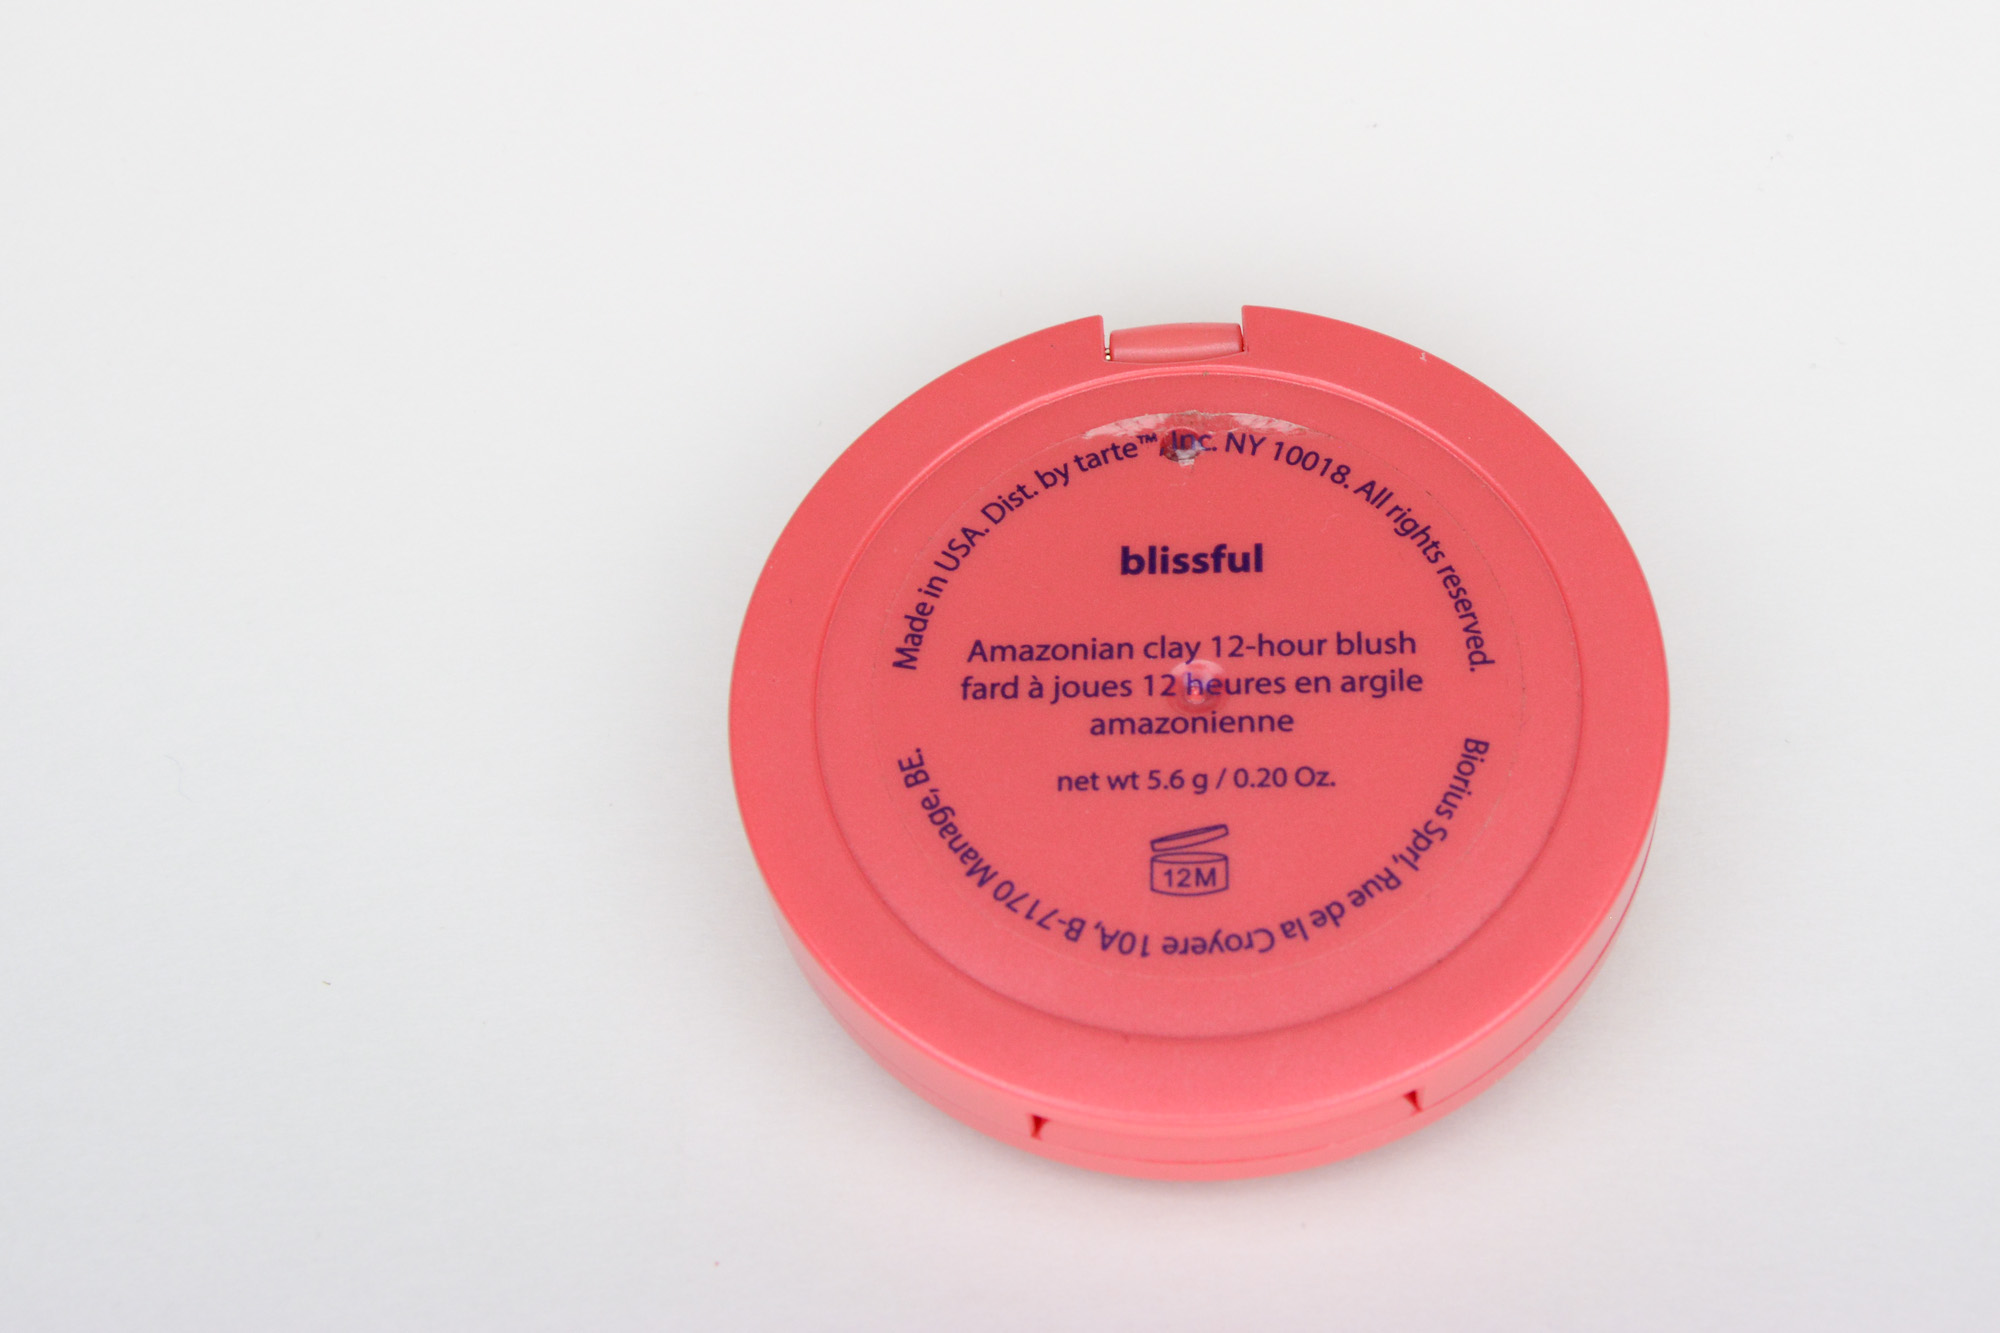 Made in USA. Dist. by tarte™, Inc. NY 10018. All rights reserved.
blissful
Amazonian clay 12-hour blush
fard à joues 12 heures en argile
amazonienne
net wt 5.6 g / 0.20 Oz.
12M
Biorius Sprl, Rue de la Croyere 10A, B-7170 Manage, BE.